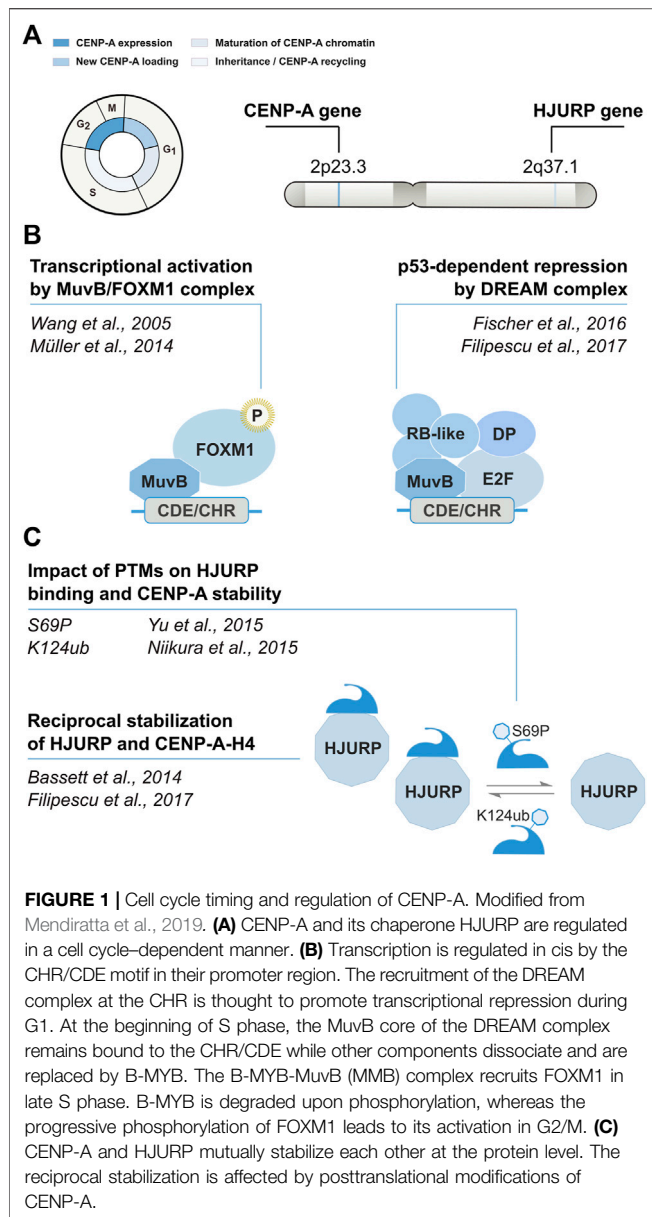 A
CENP-A expression
Maturation of CENP-A chromatin
New CENP-A loading
Inheritance / CENP-A recycling
M
G2
G1
S
CENP-A gene
HJURP gene
2p23.3
2q37.1
B
Transcriptional activation
by MuvB/FOXM1 complex
Wang et al., 2005
Müller et al., 2014
p53-dependent repression
by DREAM complex
Fischer et al., 2016
Filipescu et al., 2017
P
FOXM1
MuvB
CDE/CHR
RB-like
DP
MuvB
E2F
CDE/CHR
C
Impact of PTMs on HJURP
binding and CENP-A stability
S69P Yu et al., 2015
K124ub Niikura et al., 2015
Reciprocal stabilization
of HJURP and CENP-A-H4
Bassett et al., 2014
Filipescu et al., 2017
HJURP
HJURP
S69P
K124ub
HJURP
FIGURE 1 | Cell cycle timing and regulation of CENP-A. Modified from
Mendiratta et al., 2019. (A) CENP-A and its chaperone HJURP are regulated
in a cell cycle–dependent manner. (B) Transcription is regulated in cis by the
CHR/CDE motif in their promoter region. The recruitment of the DREAM
complex at the CHR is thought to promote transcriptional repression during
G1. At the beginning of S phase, the MuvB core of the DREAM complex
remains bound to the CHR/CDE while other components dissociate and are
replaced by B-MYB. The B-MYB-MuvB (MMB) complex recruits FOXM1 in
late S phase. B-MYB is degraded upon phosphorylation, whereas the
progressive phosphorylation of FOXM1 leads to its activation in G2/M. (C)
CENP-A and HJURP mutually stabilize each other at the protein level. The
reciprocal stabilization is affected by posttranslational modifications of
CENP-A.